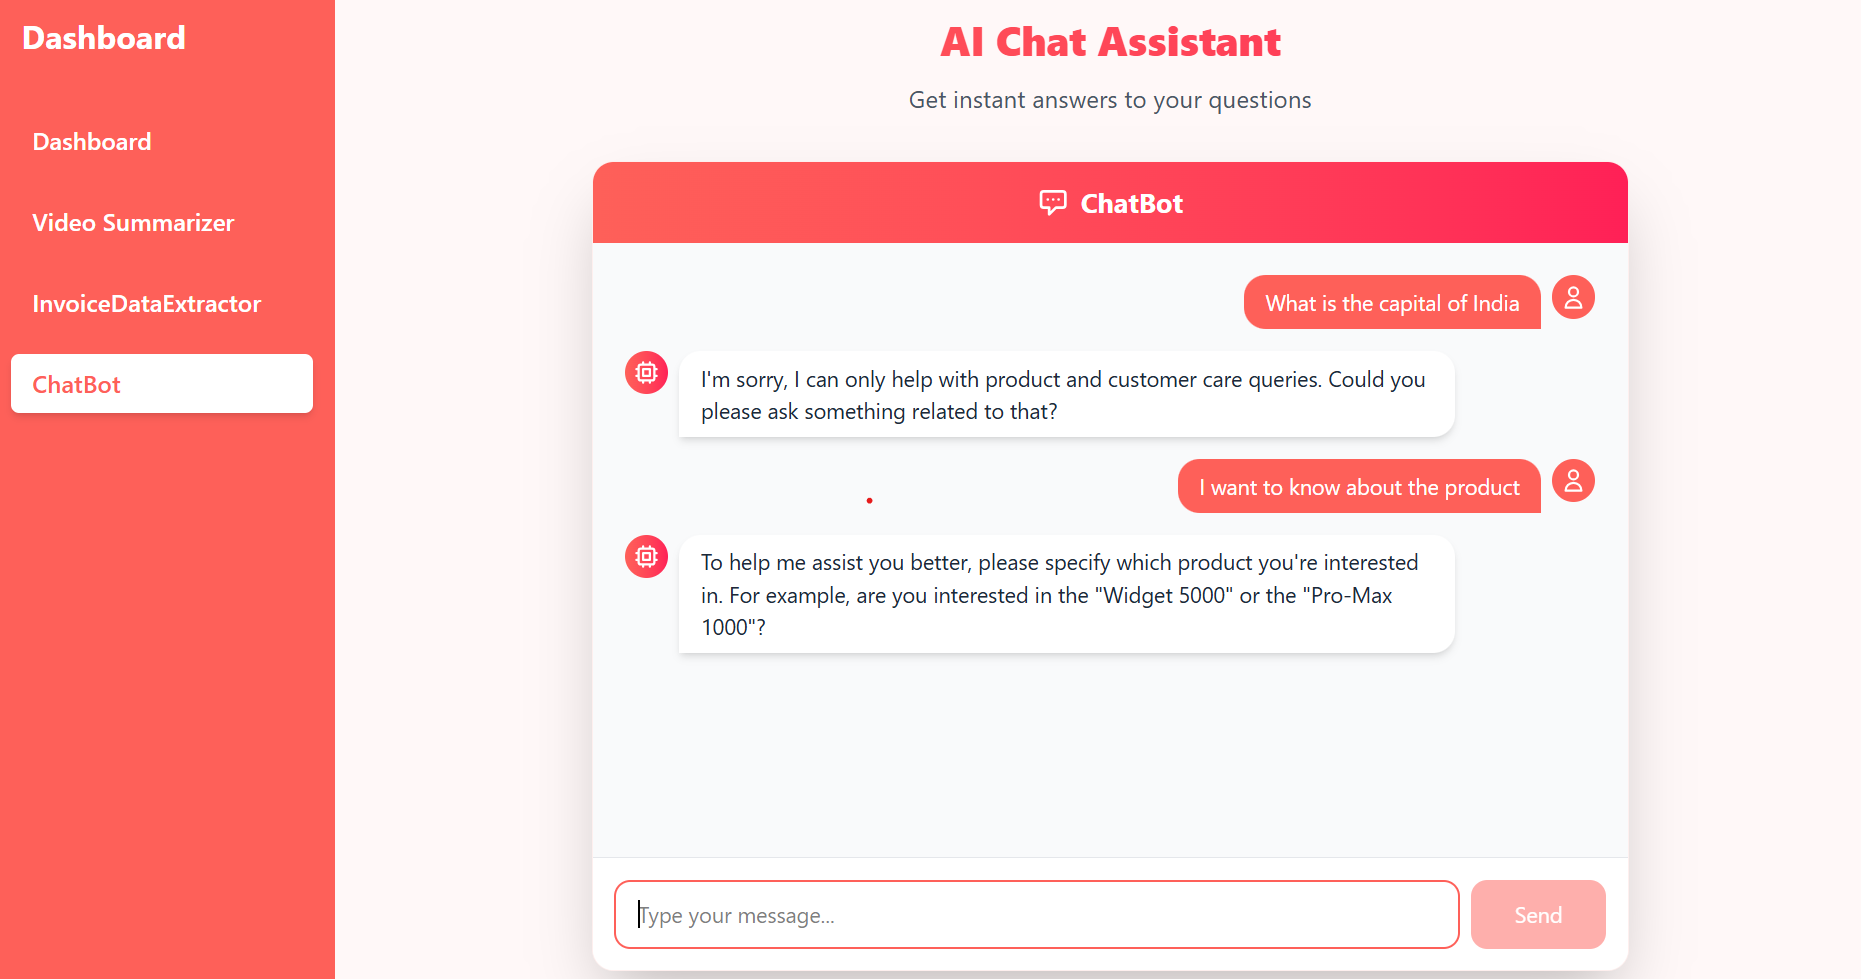 Dashboard
Dashboard
Video Summarizer
InvoiceDataExtractor
ChatBot
AI Chat Assistant
Get instant answers to your questions
ChatBot
What is the capital of India
I'm sorry, I can only help with product and customer care queries. Could you
please ask something related to that?
I want to know about the product
To help me assist you better, please specify which product you're interested
in. For example, are you interested in the "Widget 5000" or the "Pro-Max
1000"?
Type your message...
Send